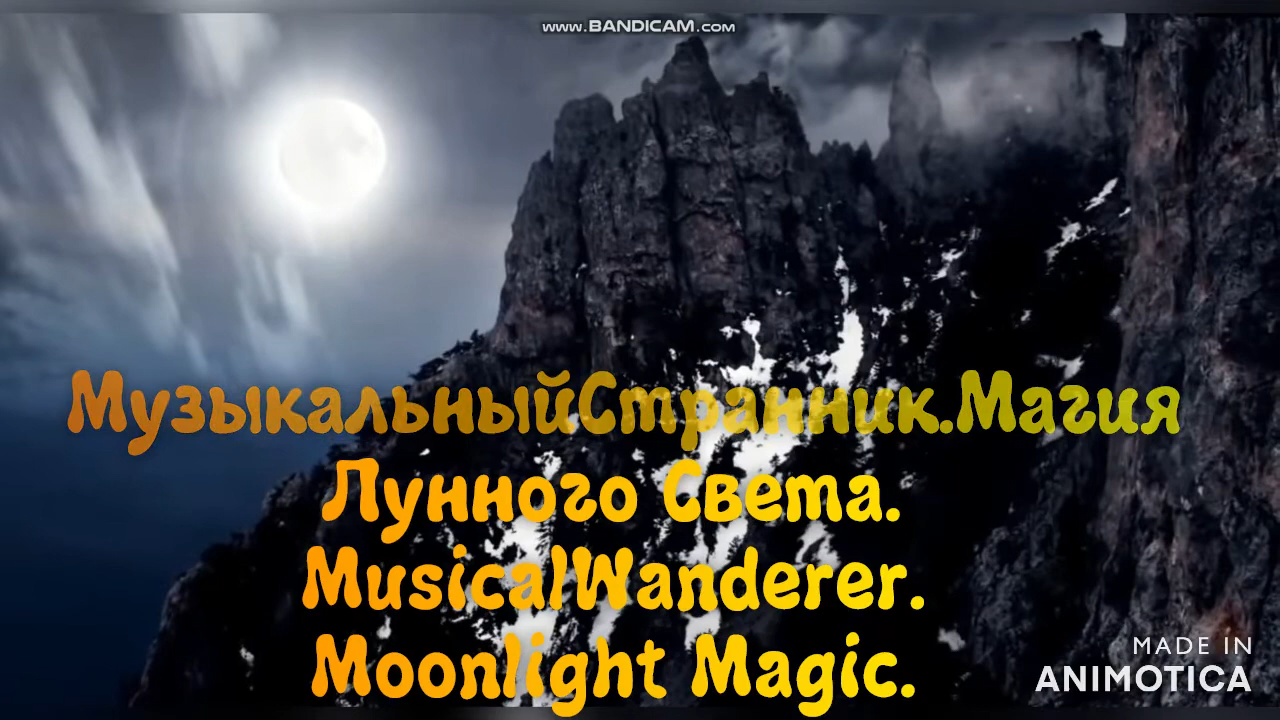 www.BANDICAM.com
МузыкальныйСтранник.Магия
Лунного Света.
MusicalWanderer.
Moonlight Magic.
MADE IN
ANIMOTICA